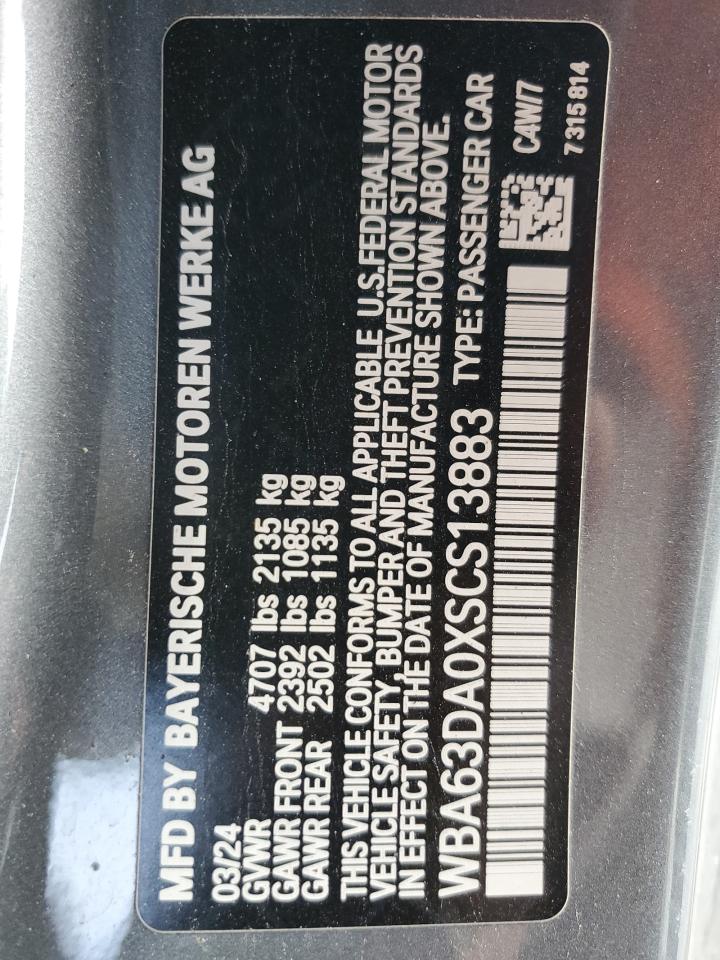 MFD BY BAYERISCHE MOTOREN WERKE AG
03/24
GVWR 4707 lbs 2135 kg
GAWR FRONT 2392 lbs 1085 kg
GAWR REAR 2502 lbs 1135 kg
THIS VEHICLE CONFORMS TO ALL APPLICABLE U.S.FEDERAL MOTOR
VEHICLE SAFETY, BUMPER AND THEFT PREVENTION STANDARDS
IN EFFECT ON THE DATE OF MANUFACTURE SHOWN ABOVE.
WBA63DA0XSCS13883 TYPE: PASSENGER CAR
C4W/7
7 315 814